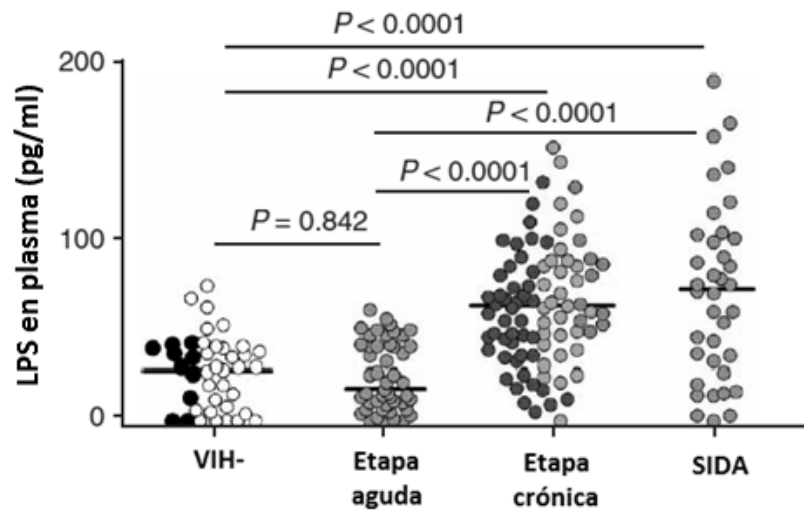 P < 0.0001
200
P < 0.0001
P < 0.0001
P < 0.0001
100
P = 0.842
0
LPS en plasma (pg/ml)
VIH-
Etapa
aguda
Etapa
crónica
SIDA